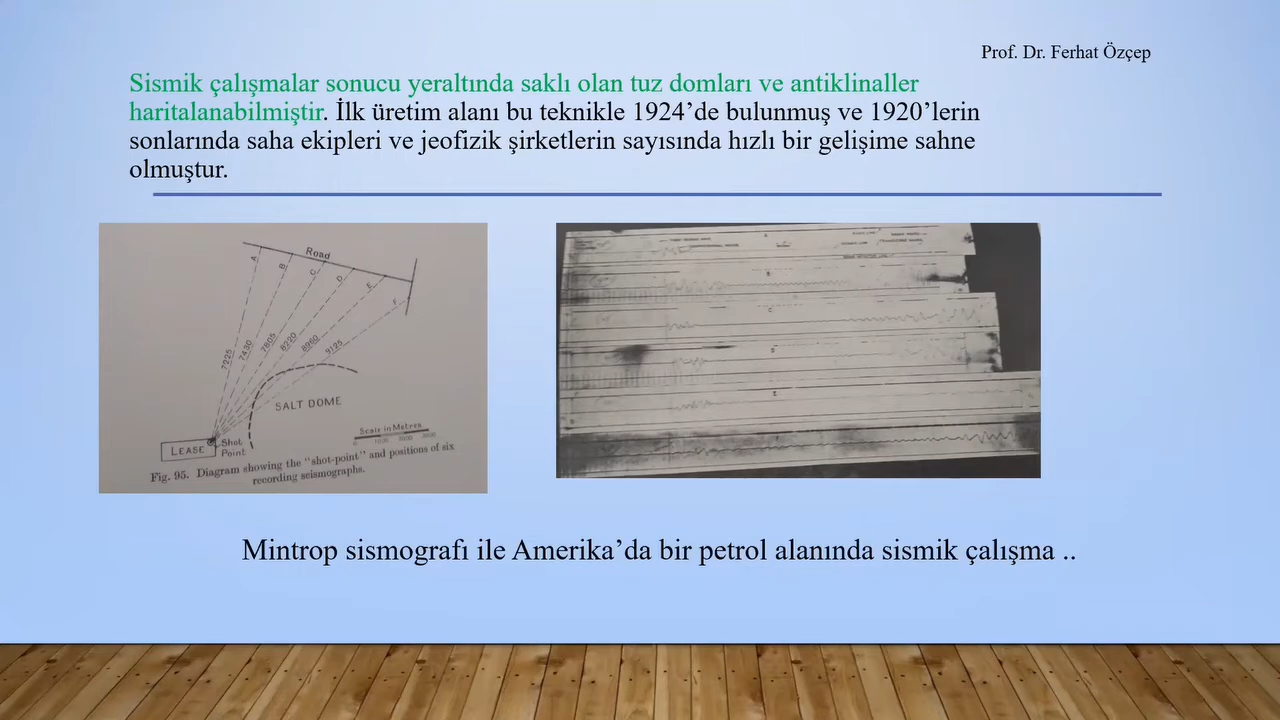 Prof. Dr. Ferhat Özçep
Sismik çalışmalar sonucu yeraltında saklı olan tuz domları ve antiklinaller
haritalanabilmiştir. İlk üretim alanı bu teknikle 1924’de bulunmuş ve 1920’lerin
sonlarında saha ekipleri ve jeofizik şirketlerin sayısında hızlı bir gelişime sahne
olmuştur.
Road
A
B
C
D
E
F
7225
7430
7805
8220
8960
9125
SALT DOME
Scale in Metres
LEASE
Shot
Point
Fig. 95. Diagram showing the "shot-point" and positions of six
recording seismographs.
Mintrop sismografı ile Amerika’da bir petrol alanında sismik çalışma ..